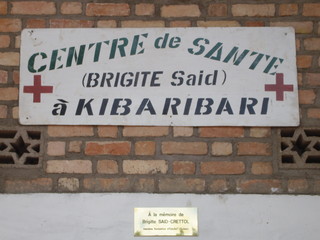 CENTRE de SANTE
(BRIGITE Said)
à KIBARIBARI
A la mémoire de
Brigitte SAID-CRETTOL